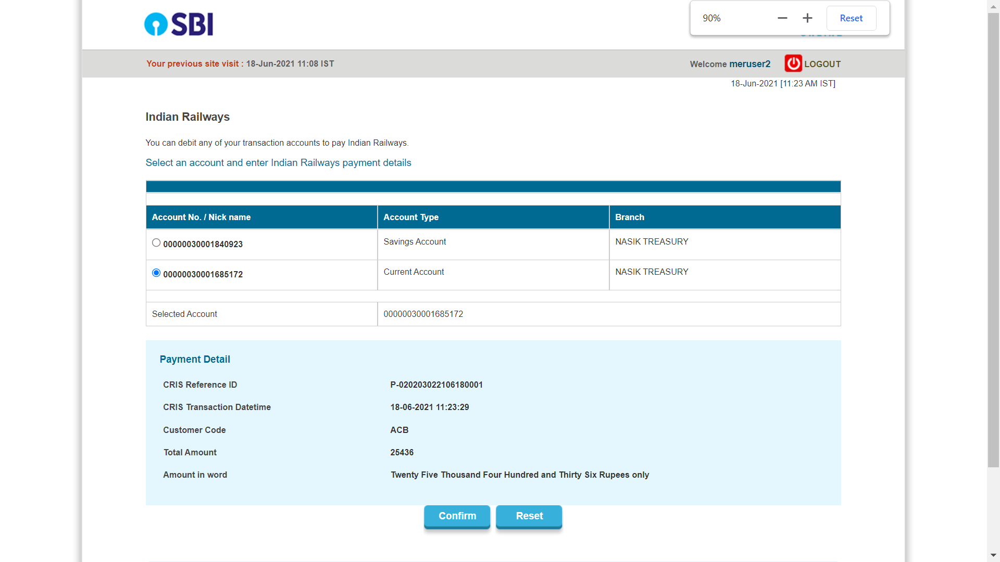 SBI
90%
Reset
Your previous site visit : 18-Jun-2021 11:08 IST
Welcome meruser2
LOGOUT
18-Jun-2021 [11:23 AM IST]
Indian Railways
You can debit any of your transaction accounts to pay Indian Railways.
Select an account and enter Indian Railways payment details
Account No. / Nick name Account Type Branch
00000030001840923 Savings Account NASIK TREASURY
00000030001685172 Current Account NASIK TREASURY
Selected Account 00000030001685172
Payment Detail
CRIS Reference ID P-020203022106180001
CRIS Transaction Datetime 18-06-2021 11:23:29
Customer Code ACB
Total Amount 25436
Amount in word Twenty Five Thousand Four Hundred and Thirty Six Rupees only
Confirm Reset